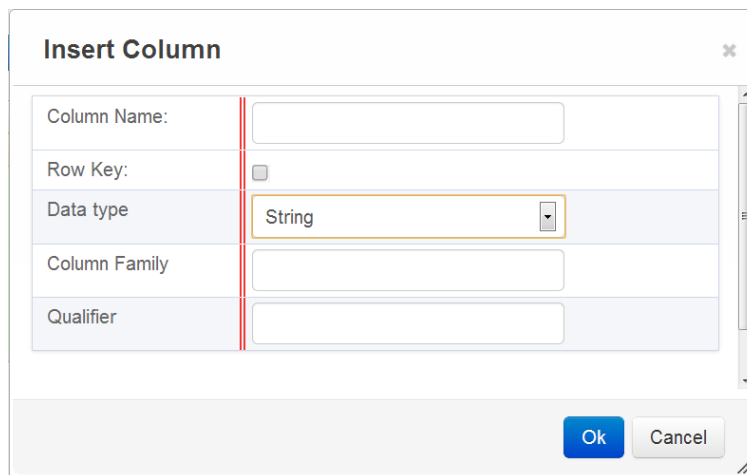 Insert Column
Column Name:
Row Key:
Data type
String
Column Family
Qualifier
Ok
Cancel